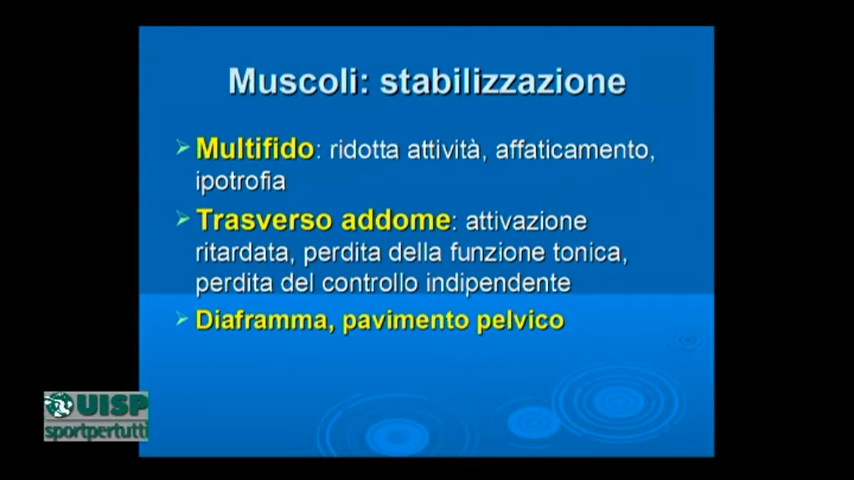 Muscoli: stabilizzazione
Multifido: ridotta attività, affaticamento,
ipotrofia
Trasverso addome: attivazione
ritardata, perdita della funzione tonica,
perdita del controllo indipendente
Diaframma, pavimento pelvico
UISP
sportpertutti